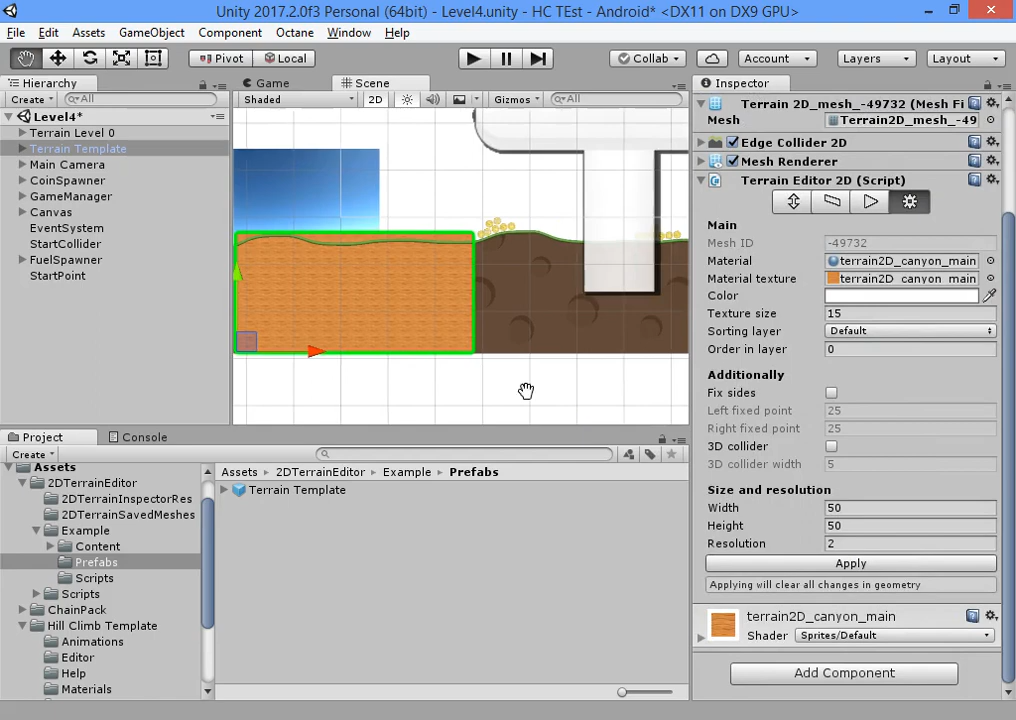 Unity 2017.2.0f3 Personal (64bit) - Level4.unity - HC TEst - Android* <DX11 on DX9 GPU>
File Edit Assets GameObject Component Octane Window Help
Pivot Local Collab Account Layers Layout
Hierarchy
Create All
Level4*
Terrain Level 0
Terrain Template
Main Camera
CoinSpawner
GameManager
Canvas
EventSystem
StartCollider
FuelSpawner
StartPoint
Game Scene
Shaded 2D Gizmos All
Inspector
Terrain 2D_mesh_-49732 (Mesh Fi
Mesh Terrain2D_mesh_-49
Edge Collider 2D
Mesh Renderer
Terrain Editor 2D (Script)
Main
Mesh ID -49732
Material terrain2D_canyon_main
Material texture terrain2D_canyon_main
Color
Texture size 15
Sorting layer Default
Order in layer 0
Additionally
Fix sides
Left fixed point 25
Right fixed point 25
3D collider
3D collider width 5
Size and resolution
Width 50
Height 50
Resolution 2
Apply
Applying will clear all changes in geometry
terrain2D_canyon_main
Shader Sprites/Default
Add Component
Project Console
Create
Assets
2DTerrainEditor
2DTerrainInspectorRes
2DTerrainSavedMeshes
Example
Content
Prefabs
Scripts
Scripts
ChainPack
Hill Climb Template
Animations
Editor
Help
Materials
Assets Example 2DTerrainEditor Prefabs
Terrain Template